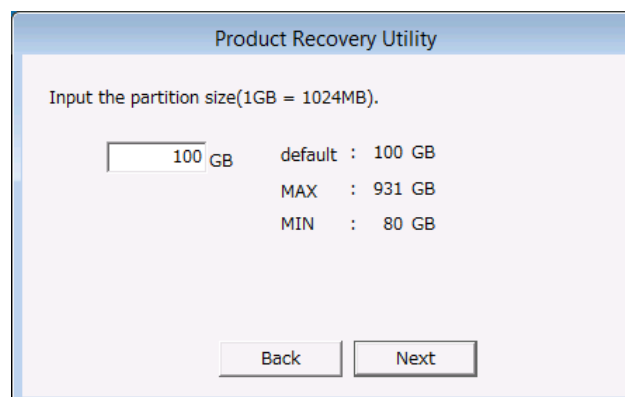 Product Recovery Utility
Input the partition size(1GB = 1024MB).
100 GB default : 100 GB
MAX : 931 GB
MIN : 80 GB
Back Next